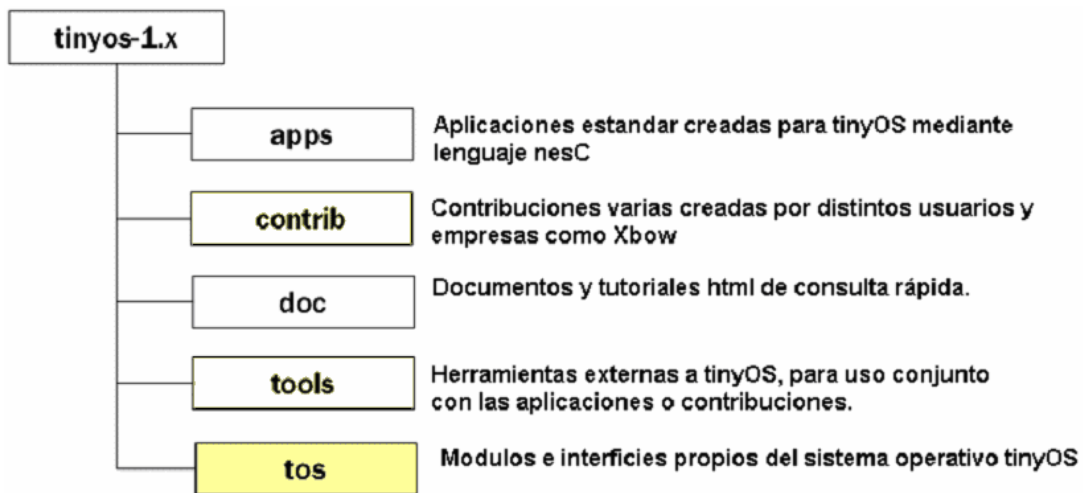 tinyos-1.x
apps
Aplicaciones estandar creadas para tinyOS mediante
lenguaje nesC
contrib
Contribuciones varias creadas por distintos usuarios y
empresas como Xbow
doc
Documentos y tutoriales html de consulta rápida.
tools
Herramientas externas a tinyOS, para uso conjunto
con las aplicaciones o contribuciones.
tos
Modulos e interficies propios del sistema operativo tinyOS